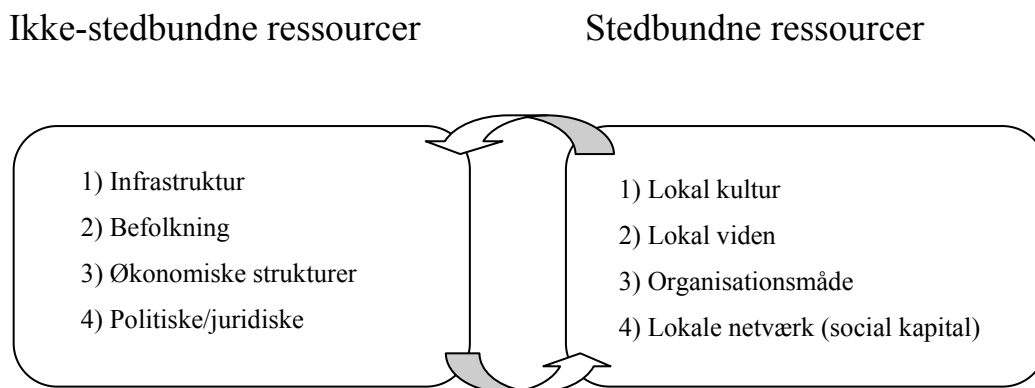 Ikke-stedbundne ressourcer
Stedbundne ressourcer
1) Infrastruktur
2) Befolkning
3) Økonomiske strukturer
4) Politiske/juridiske
1) Lokal kultur
2) Lokal viden
3) Organisationsmåde
4) Lokale netværk (social kapital)